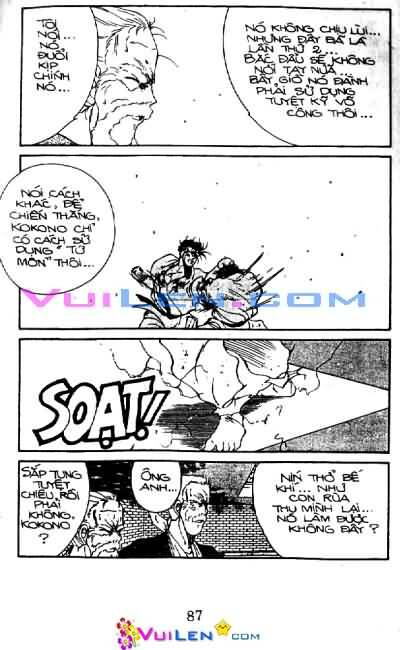 TÔI
NÓI...
NÓ
ĐUỔI
KỊP
CHÍNH
NÓ...
NÓ KHÔNG CHỊU LÙI...
NHƯNG ĐÂY ĐÃ LÀ
LẦN THỨ 2...
BẮC ĐẨU SẼ KHÔNG
NỚI TAY NỮA
BÂY GIỜ NÓ ĐÀNH
PHẢI SỬ DỤNG
TUYỆT KỸ VÕ
CÔNG THÔI...
NÓI CÁCH
KHÁC, ĐỂ
CHIẾN THẮNG,
KOKONO CHỈ
CÓ CÁCH SỬ
DỤNG "TỨ
MÔN" THÔI...
VUILEN.COM
SOẠT!
SẮP TUNG
TUYỆT
CHIÊU RỒI
PHẢI
KHÔNG,
KOKONO
?
ÔNG
ANH...
NÍN THỞ BẾ
KHÍ... NHƯ
CON RÙA
THU MÌNH LẠI...
NÓ LÀM ĐƯỢC
KHÔNG ĐÂY?
87
VUILEN.COM